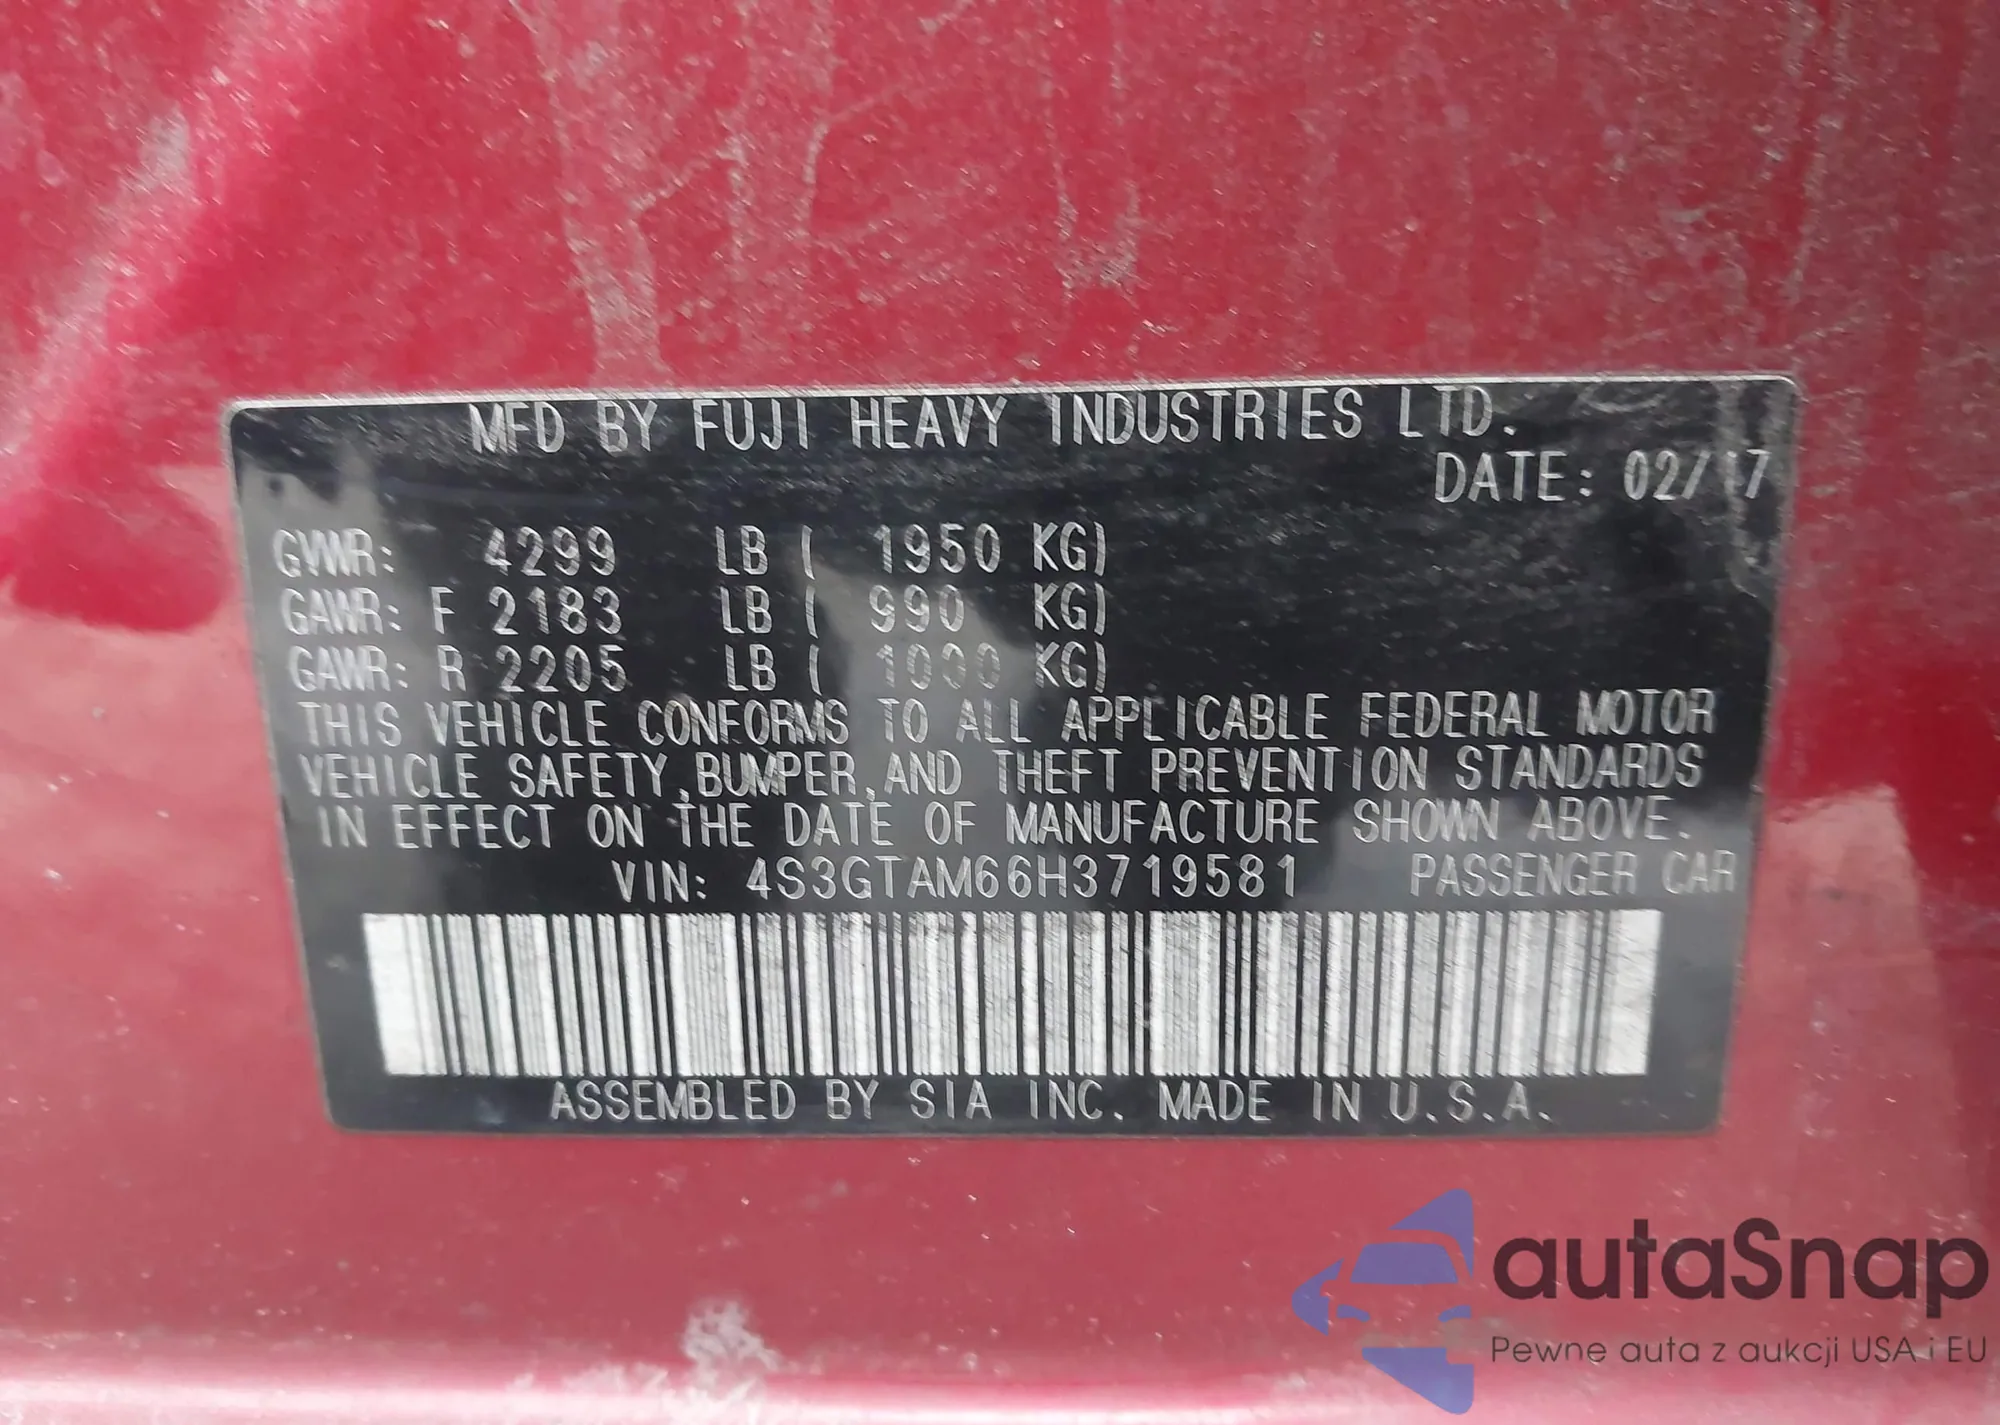 MFD BY FUJI HEAVY INDUSTRIES LTD.
DATE: 02/17
GVWR: 4299 LB ( 1950 KG)
GAWR: F 2183 LB ( 990 KG)
GAWR: R 2205 LB ( 1000 KG)
THIS VEHICLE CONFORMS TO ALL APPLICABLE FEDERAL MOTOR
VEHICLE SAFETY,BUMPER,AND THEFT PREVENTION STANDARDS
IN EFFECT ON THE DATE OF MANUFACTURE SHOWN ABOVE.
VIN: 4S3GTAM66H3719581 PASSENGER CAR
ASSEMBLED BY SIA INC. MADE IN U.S.A.
autaSnap
Pewne auta z aukcji USA i EU